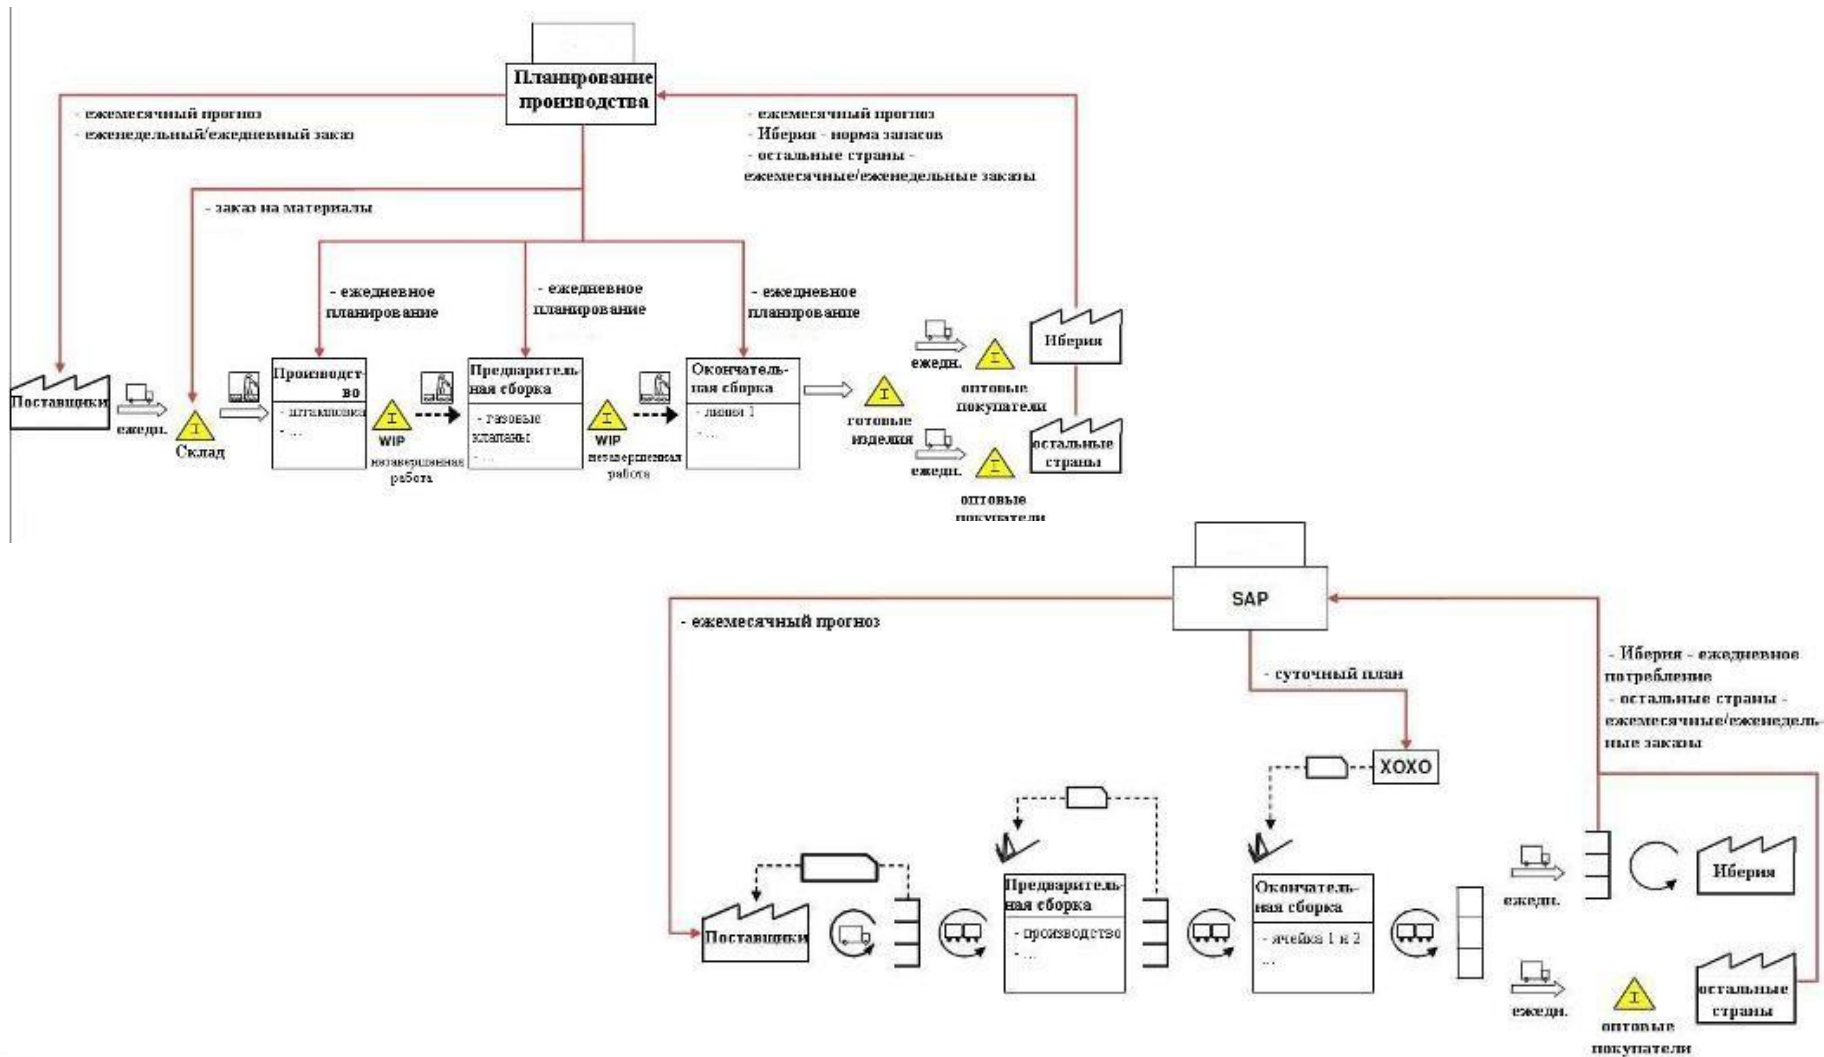 Планирование
производства
- ежемесячный прогноз
- еженедельный/ежедневный заказ
- ежемесячный прогноз
- Иберия - норма запасов
- остальные страны -
ежемесячные/еженедельные заказы
- заказ на материалы
- ежедневное
планирование
- ежедневное
планирование
- ежедневное
планирование
Поставщики
ежедн.
I
Склад
Производст-
во
- штамповка
- ...
I
WIP
незавершенная
работа
Предваритель-
ная сборка
- газовые
клапаны
- ...
I
WIP
незавершенная
работа
Окончатель-
ная сборка
- линия 1
- ...
I
готовые
изделия
ежедн.
I
оптовые
покупатели
Иберия
ежедн.
I
оптовые
покупатели
остальные
страны
SAP
- ежемесячный прогноз
- суточный план
- Иберия - ежедневное
потребление
- остальные страны -
ежемесячные/еженедель-
ные заказы
XOXO
Поставщики
Предваритель-
ная сборка
- производство
- ...
Окончатель-
ная сборка
- ячейка 1 и 2
...
ежедн.
Иберия
ежедн.
I
оптовые
покупатели
остальные
страны